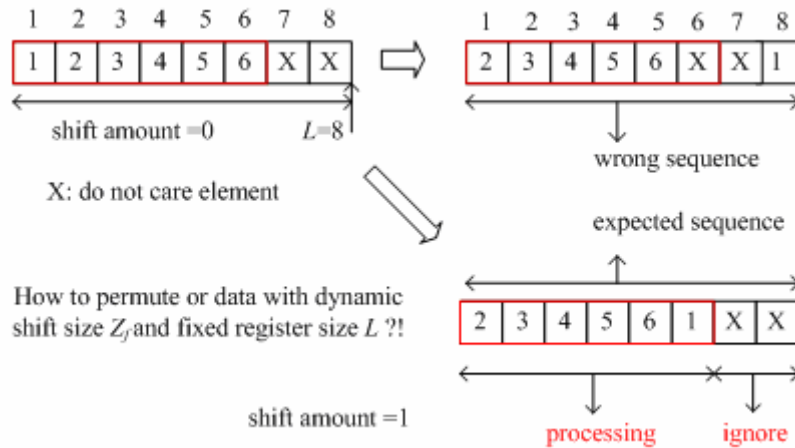 1 2 3 4 5 6 7 8
1 2 3 4 5 6 X X
shift amount =0
L=8
X: do not care element
1 2 3 4 5 6 7 8
2 3 4 5 6 X X 1
wrong sequence
expected sequence
2 3 4 5 6 1 X X
processing
ignore
How to permute or data with dynamic
shift size Zf and fixed register size L ?!
shift amount =1